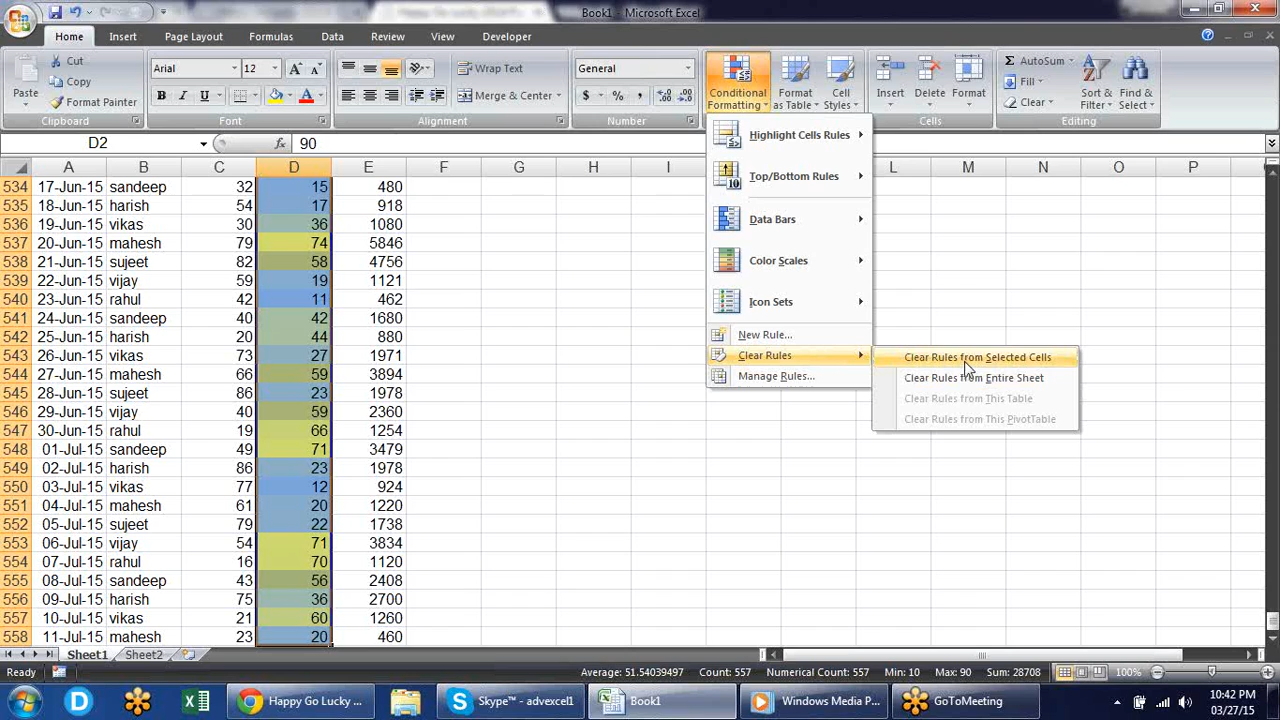 Book1 - Microsoft Excel
Home Insert Page Layout Formulas Data Review View Developer
Paste Cut Copy Format Painter
Arial 12 A A
B I U A
Wrap Text
Merge & Center
General
$ % ,
Conditional Formatting
Format as Table
Cell Styles
Insert Delete Format
Σ AutoSum
Fill
Clear
Sort & Filter
Find & Select
Clipboard Font Alignment Number Cells Editing
D2 90
A B C D E F G H I L M N O P
534 17-Jun-15 sandeep 32 15 480
535 18-Jun-15 harish 54 17 918
536 19-Jun-15 vikas 30 36 1080
537 20-Jun-15 mahesh 79 74 5846
538 21-Jun-15 sujeet 82 58 4756
539 22-Jun-15 vijay 59 19 1121
540 23-Jun-15 rahul 42 11 462
541 24-Jun-15 sandeep 40 42 1680
542 25-Jun-15 harish 20 44 880
543 26-Jun-15 vikas 73 27 1971
544 27-Jun-15 mahesh 66 59 3894
545 28-Jun-15 sujeet 86 23 1978
546 29-Jun-15 vijay 40 59 2360
547 30-Jun-15 rahul 19 66 1254
548 01-Jul-15 sandeep 49 71 3479
549 02-Jul-15 harish 86 23 1978
550 03-Jul-15 vikas 77 12 924
551 04-Jul-15 mahesh 61 20 1220
552 05-Jul-15 sujeet 79 22 1738
553 06-Jul-15 vijay 54 71 3834
554 07-Jul-15 rahul 16 70 1120
555 08-Jul-15 sandeep 43 56 2408
556 09-Jul-15 harish 75 36 2700
557 10-Jul-15 vikas 21 60 1260
558 11-Jul-15 mahesh 23 20 460
Highlight Cells Rules
Top/Bottom Rules
Data Bars
Color Scales
Icon Sets
New Rule...
Clear Rules
Manage Rules...
Clear Rules from Selected Cells
Clear Rules from Entire Sheet
Clear Rules from This Table
Clear Rules from This PivotTable
Sheet1 Sheet2
Ready Average: 51.54039497 Count: 557 Numerical Count: 557 Min: 10 Max: 90 Sum: 28708 100%
Happy Go Lucky ... Skype™ - advexcel1 Book1 Windows Media P... GoToMeeting
10:42 PM
03/27/15